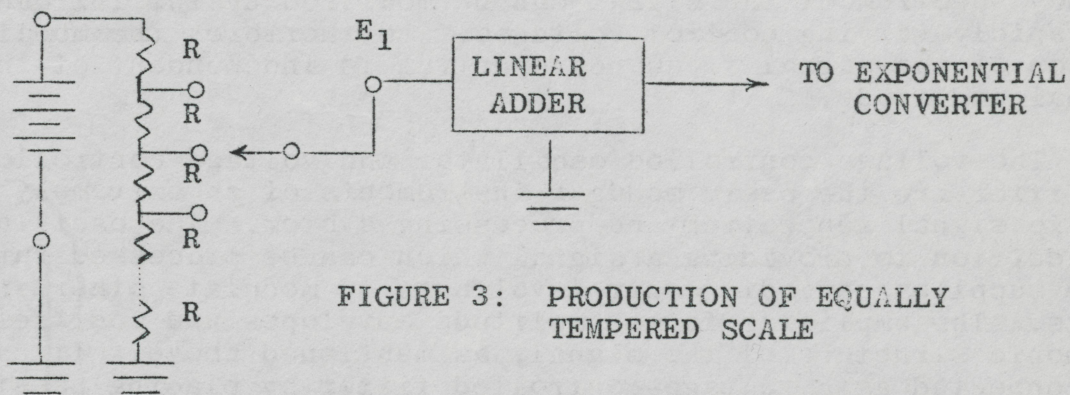 R
R
R
R
E1
LINEAR
ADDER
TO EXPONENTIAL
CONVERTER
FIGURE 3: PRODUCTION OF EQUALLY
TEMPERED SCALE